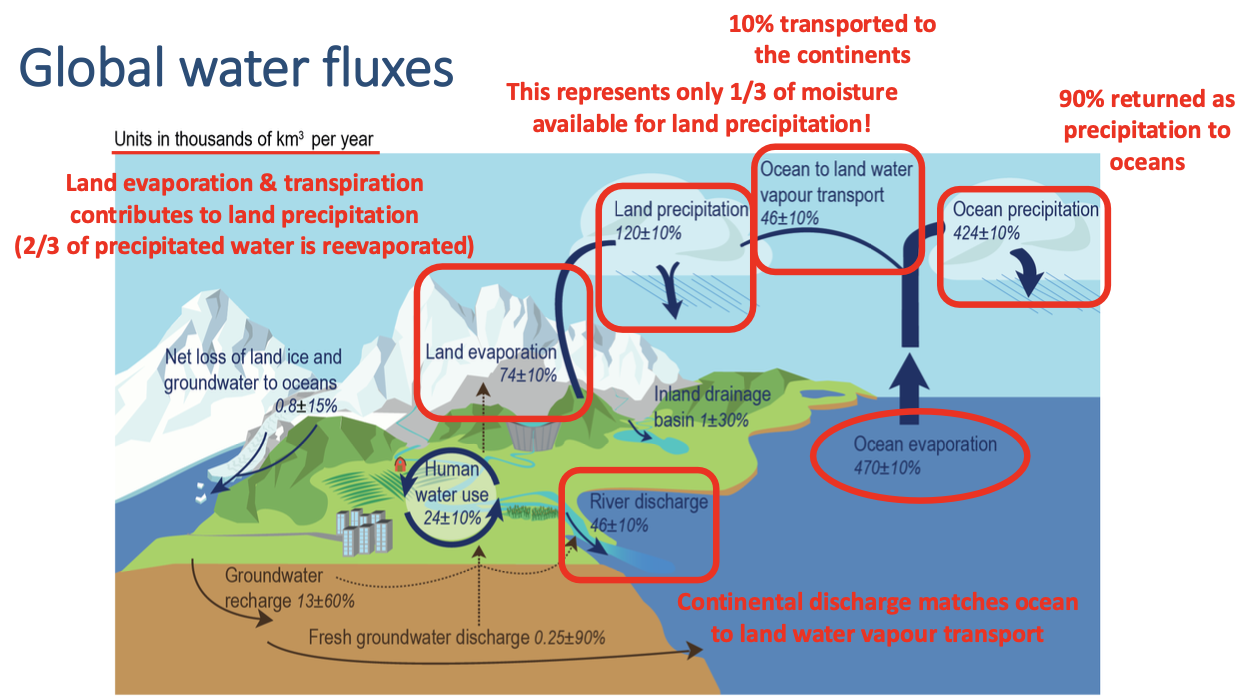 Global water fluxes
10% transported to
the continents
This represents only 1/3 of moisture
available for land precipitation!
90% returned as
precipitation to
oceans
Units in thousands of km³ per year
Land evaporation & transpiration
contributes to land precipitation
(2/3 of precipitated water is reevaporated)
Land precipitation
120±10%
Ocean to land water
vapour transport
46±10%
Ocean precipitation
424±10%
Net loss of land ice and
groundwater to oceans
0.8±15%
Land evaporation
74±10%
Inland drainage
basin 1±30%
Ocean evaporation
470±10%
Human
water use
24±10%
River discharge
46±10%
Groundwater
recharge 13±60%
Fresh groundwater discharge 0.25±90%
Continental discharge matches ocean
to land water vapour transport